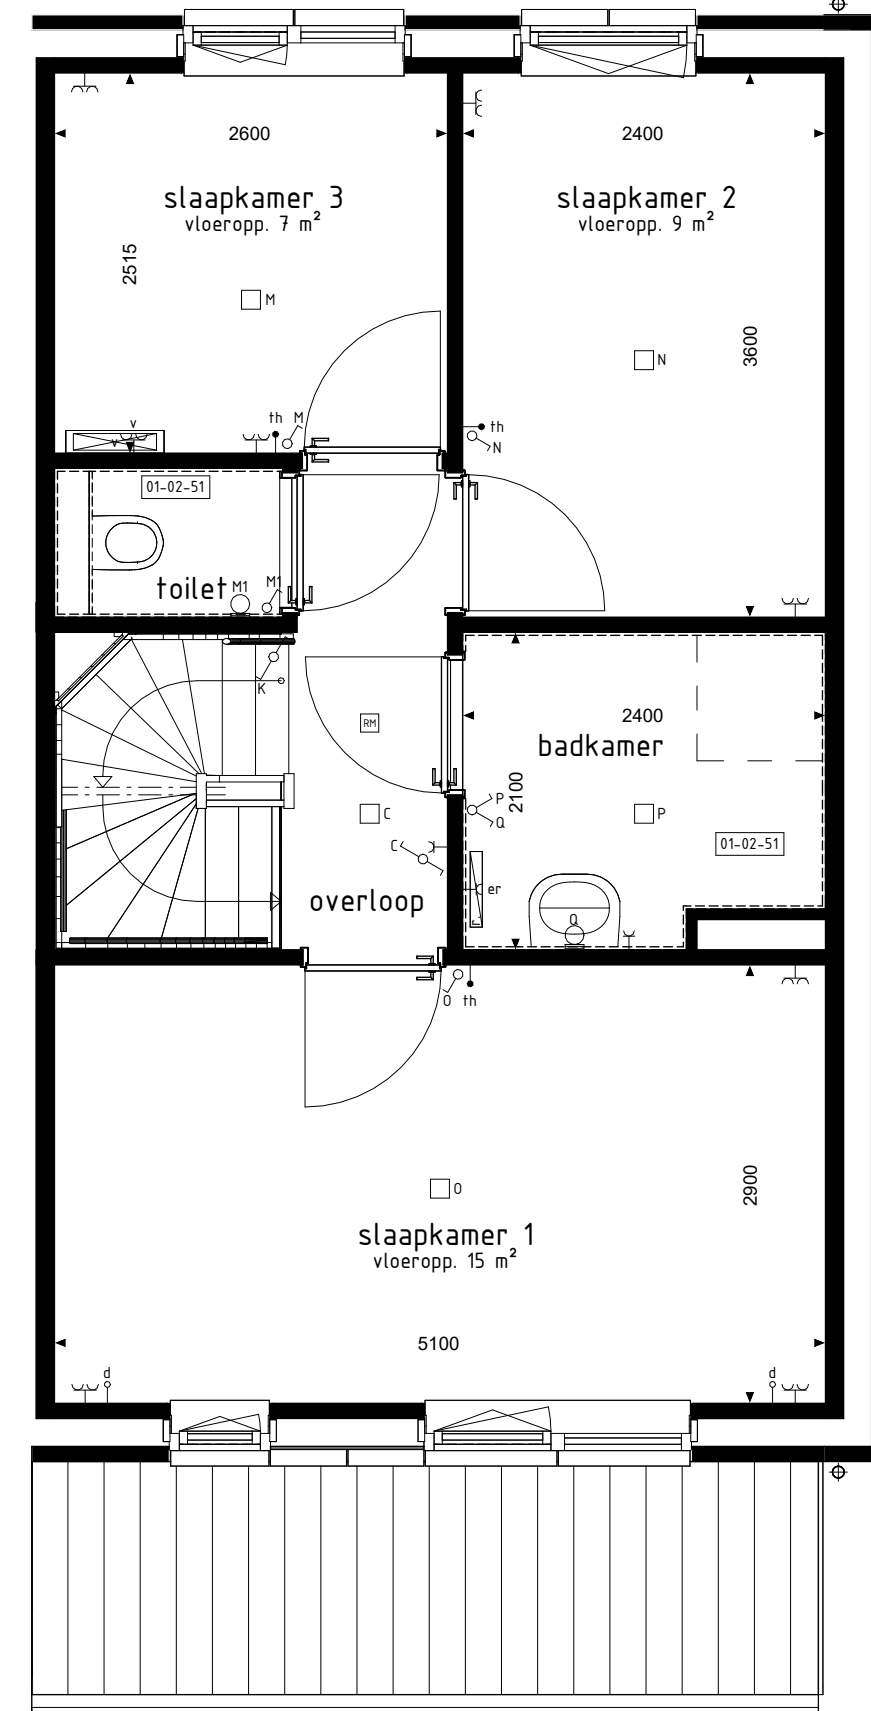 2600
2400
slaapkamer 3
vloeropp. 7 m²
slaapkamer 2
vloeropp. 9 m²
2515
M
3600
N
v
v
th M
th
N
01-02-51
toilet
M1
M1
K
RM
2400
badkamer
2100
P
Q
P
C
C
01-02-51
er
overloop
Q
O th
O
2900
slaapkamer 1
vloeropp. 15 m²
5100
d
d